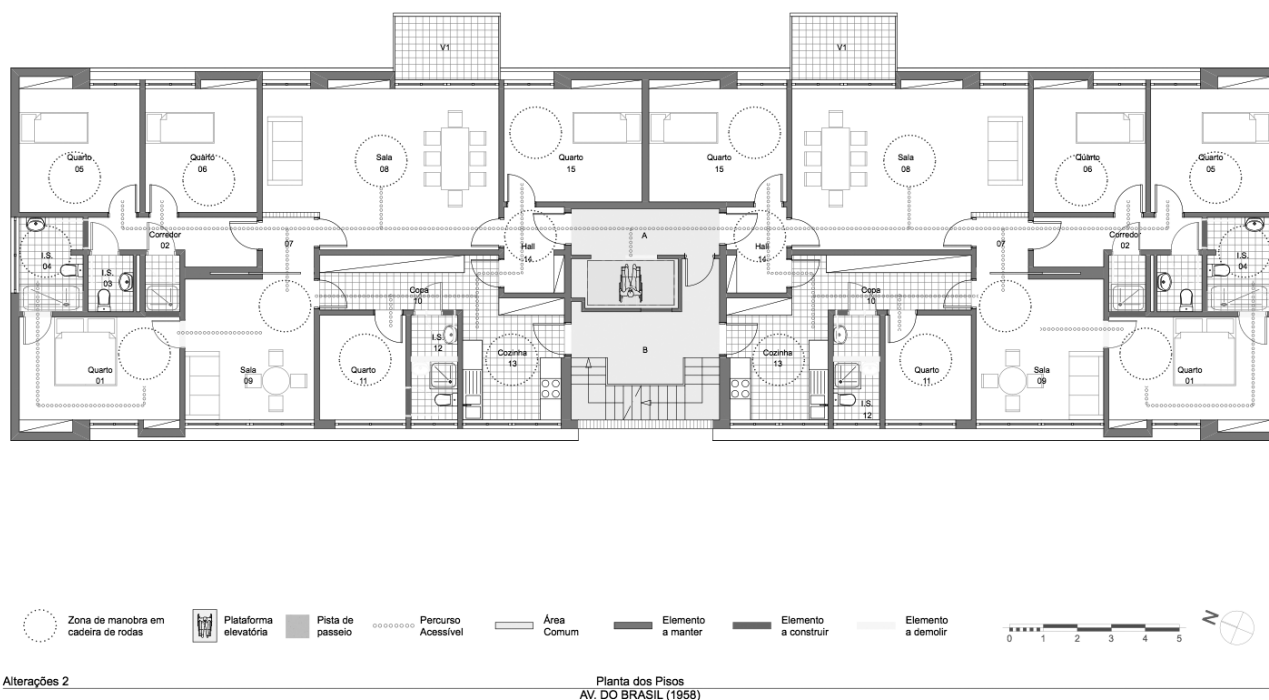 V1
V1
Quarto
05
Quarto
06
Sala
08
Quarto
15
Quarto
15
Sala
08
Quarto
06
Quarto
05
I.S.
04
I.S.
03
Corredor
02
07
Hall
14
A
Hall
14
07
Corredor
02
I.S.
04
Copa
10
Copa
10
Quarto
01
Sala
09
Quarto
11
I.S.
12
Cozinha
13
B
Cozinha
13
I.S.
12
Quarto
11
Sala
09
Quarto
01
Zona de manobra em
cadeira de rodas
Plataforma
elevatória
Pista de
passeio
Percurso
Acessível
Área
Comum
Elemento
a manter
Elemento
a construir
Elemento
a demolir
0 1 2 3 4 5
N
Alterações 2
Planta dos Pisos
AV. DO BRASIL (1958)